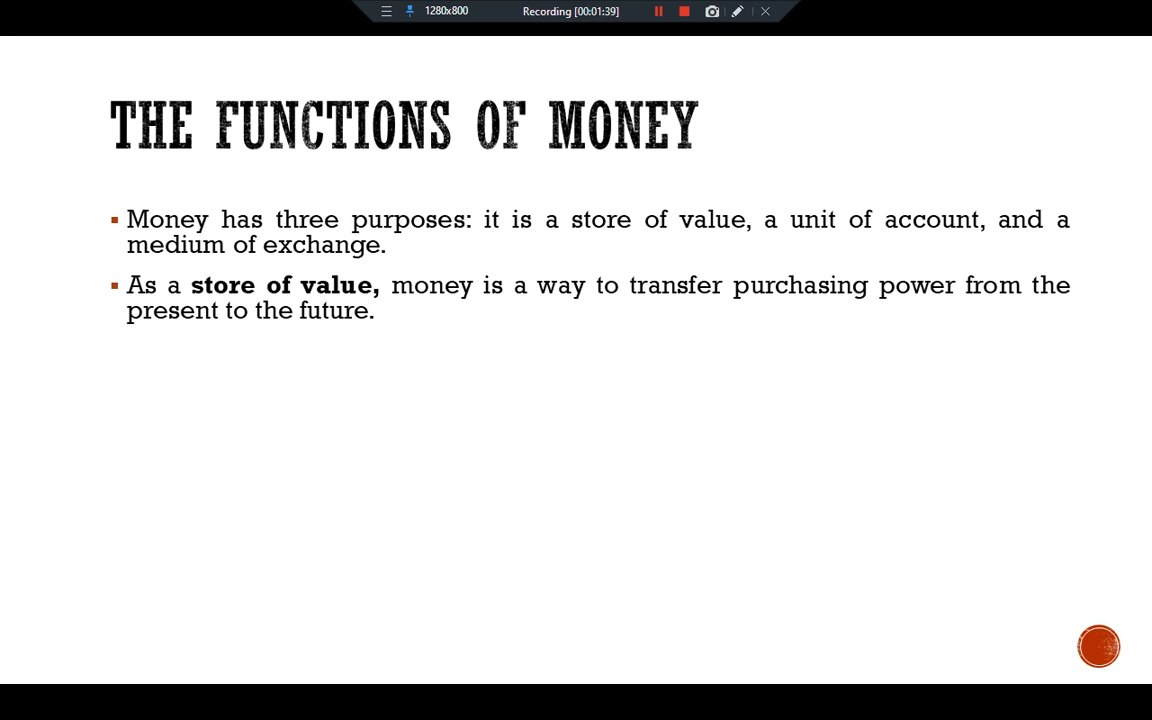 1280x800 Recording [00:01:39]
THE FUNCTIONS OF MONEY
Money has three purposes: it is a store of value, a unit of account, and a
medium of exchange.
As a store of value, money is a way to transfer purchasing power from the
present to the future.